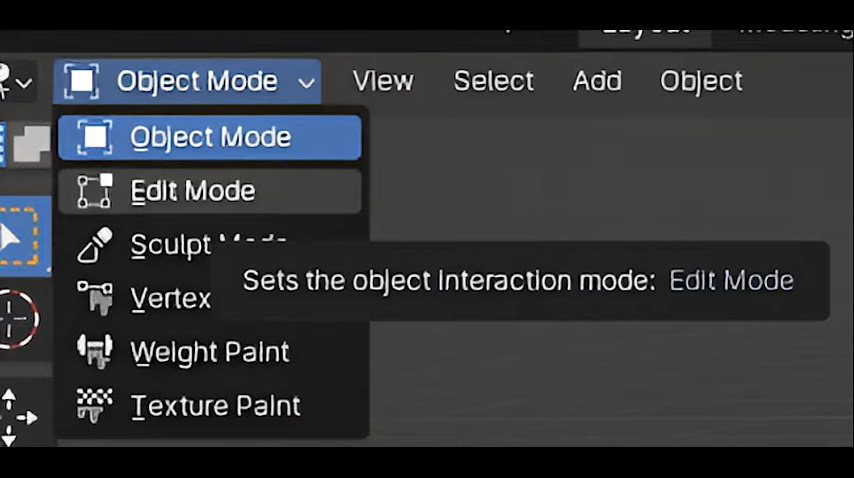 Object Mode View Select Add Object
Object Mode
Edit Mode
Sculpt
Sets the object Interaction mode: Edit Mode
Vertex
Weight Paint
Texture Paint